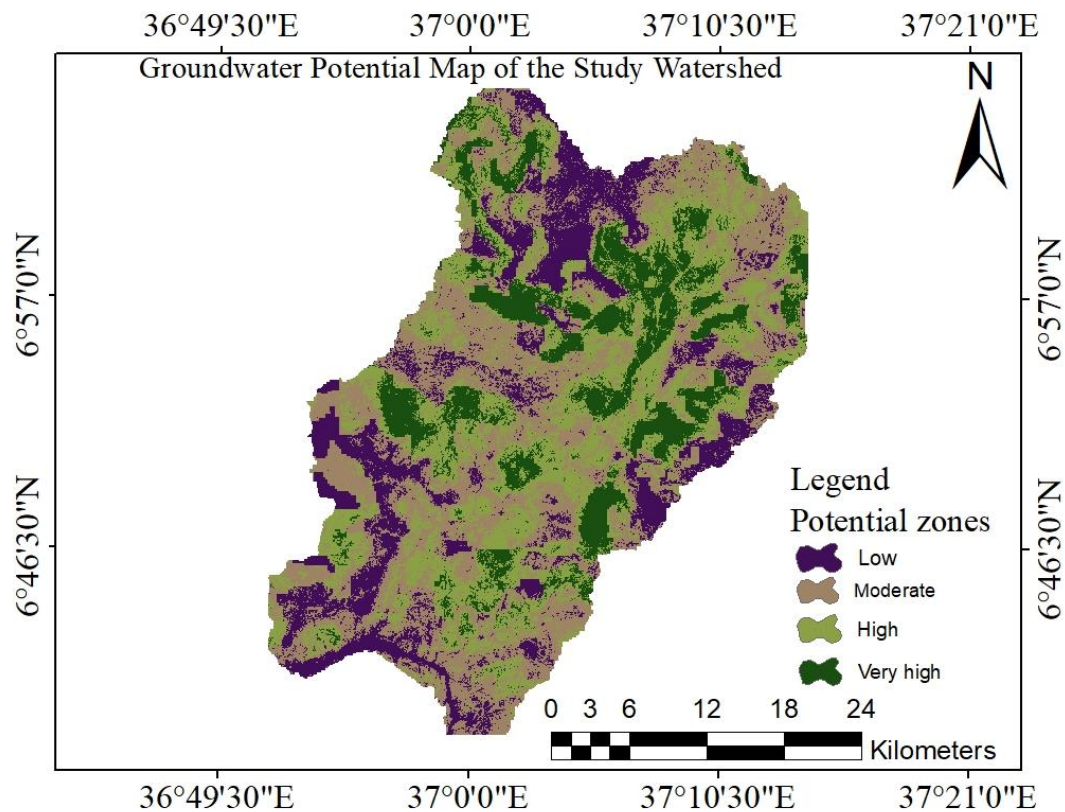 36°49'30"E 37°0'0"E 37°10'30"E 37°21'0"E
Groundwater Potential Map of the Study Watershed
N
6°57'0"N
6°57'0"N
6°46'30"N
6°46'30"N
Legend
Potential zones
Low
Moderate
High
Very high
0 3 6 12 18 24
Kilometers
36°49'30"E 37°0'0"E 37°10'30"E 37°21'0"E